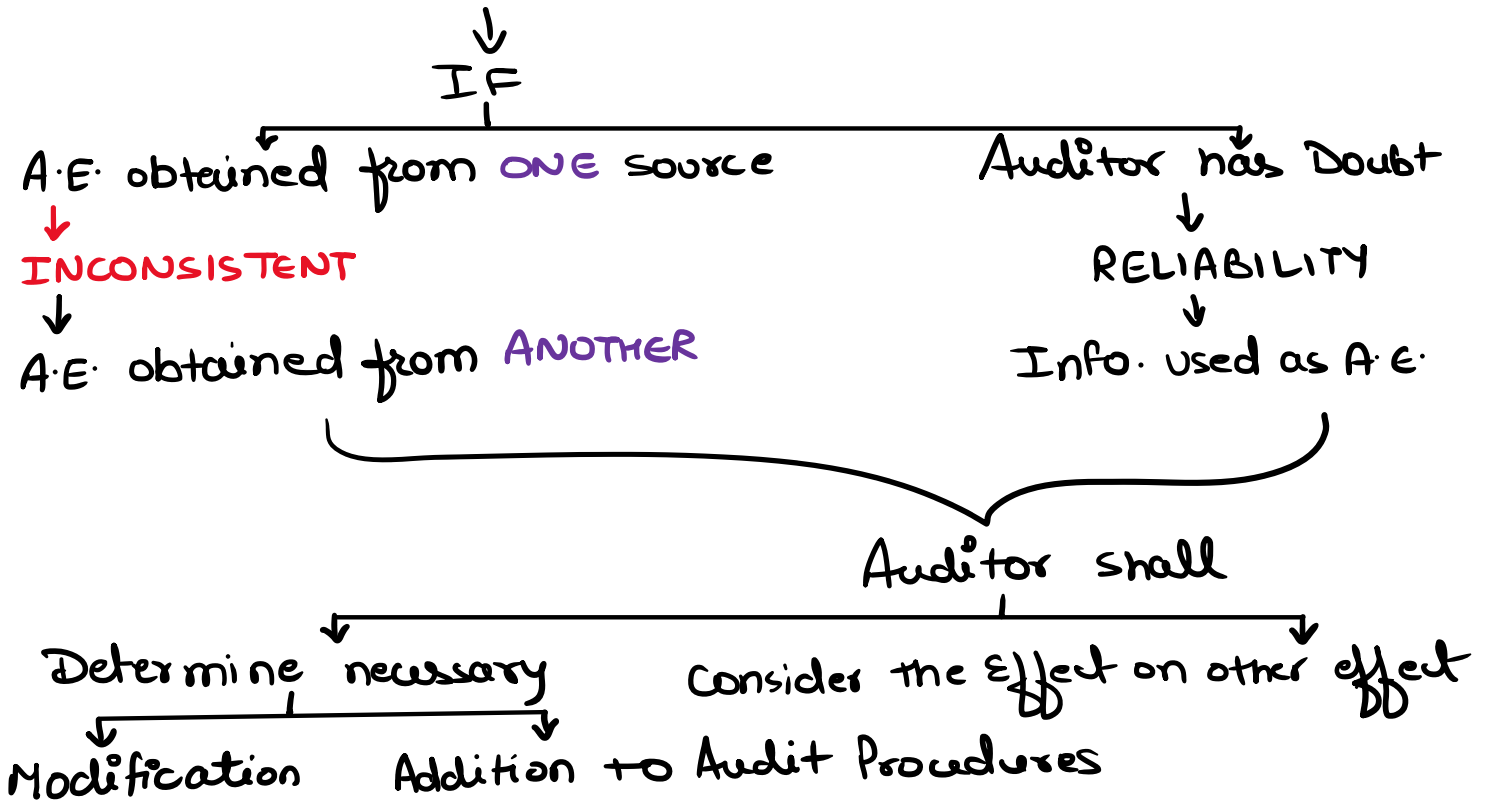 IF
A.E. obtained from ONE source
Auditor has Doubt
INCONSISTENT
RELIABILITY
A.E. obtained from ANOTHER
Info. used as A.E.
Auditor shall
Determine necessary
Consider the Effect on other effect
Modification
Addition to Audit Procedures